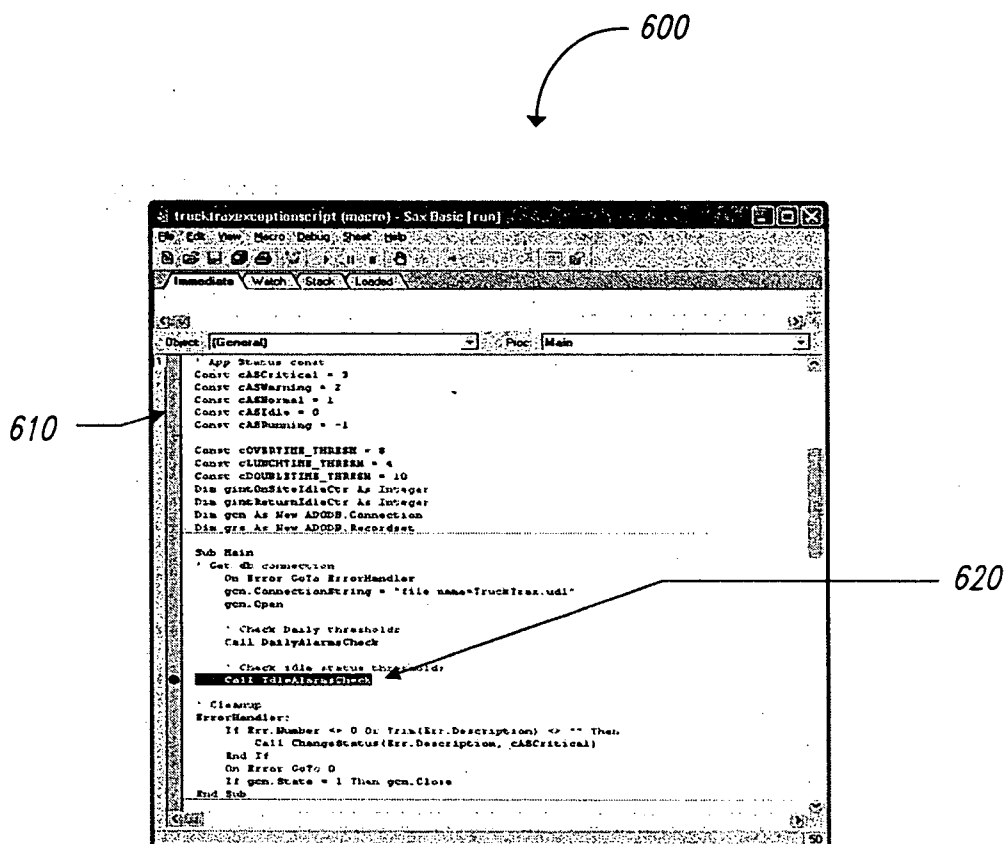 600
trucktraxexceptionscript (macro) - Sax Basic [run]
File Edit View Macro Debug Sheet Help
Immediate Watch Stack Loaded
Object: (General) Proc: Main
1
' App Status const
Const cASCritical = 3
Const cASWarning = 2
Const cASNormal = 1
Const cASIdle = 0
Const cASRunning = -1
610
Const cOVERTIME_THRESH = 8
Const cLUNCHTIME_THRESH = 4
Const cDOUBLETIME_THRESH = 10
Dim gintOnSiteIdleCtr As Integer
Dim gintReturnIdleCtr As Integer
Dim gcn As New ADODB.Connection
Dim grs As New ADODB.Recordset
Sub Main
' Get db connection
On Error GoTo ErrorHandler
gcn.ConnectionString = "file name=TruckTrax.udl"
gcn.Open
620
' Check Daily thresholds
Call DailyAlarmsCheck
' Check idle status thresholds
Call IdleAlarmsCheck
' Cleanup
ErrorHandler:
If Err.Number <> 0 Or Trim(Err.Description) <> "" Then
Call ChangeStatus(Err.Description, cASCritical)
End If
On Error GoTo 0
If gcn.State = 1 Then gcn.Close
End Sub
50